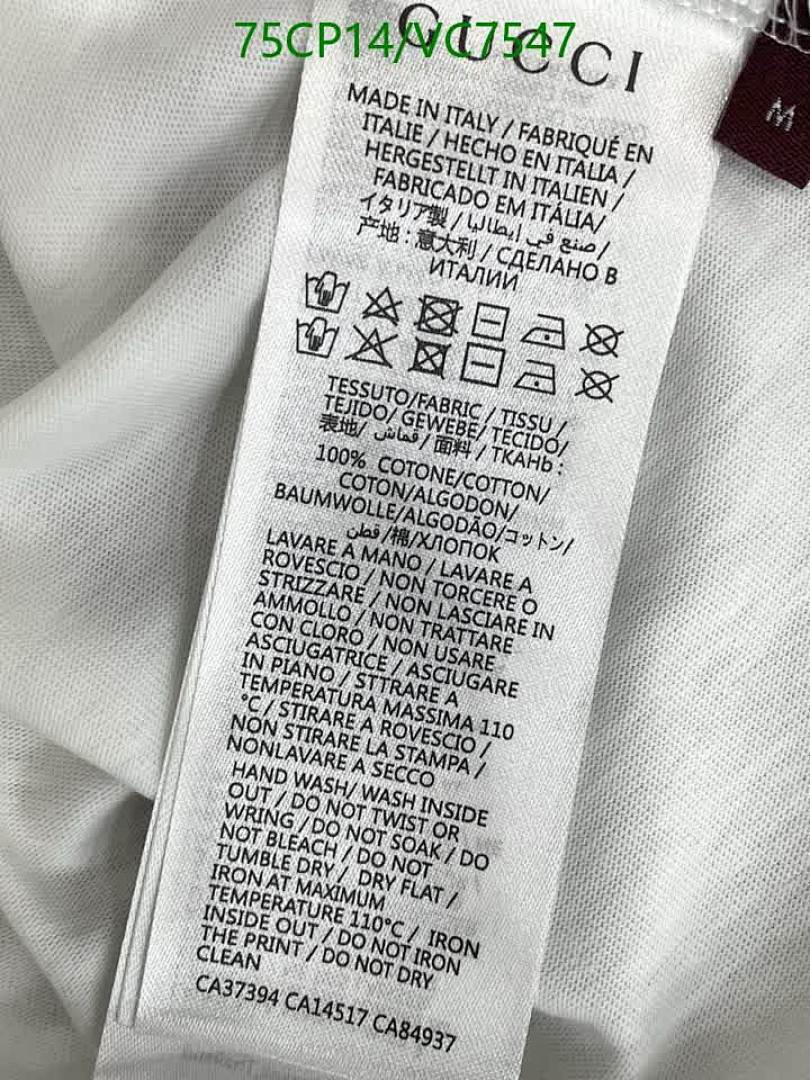 75CP14/VC7547
GUCCI
M
MADE IN ITALY / FABRIQUÉ EN
ITALIE / HECHO EN ITALIA /
HERGESTELLT IN ITALIEN /
FABRICADO EM ITÁLIA/
イタリア製 / صنع في إيطاليا /
产地 : 意大利 / СДЕЛАНО В
ИТАЛИИ
TESSUTO/FABRIC / TISSU /
TEJIDO/ GEWEBE/ TECIDO/
表地/ قماش / 面料 / ТКАНЬ :
100% COTONE/COTTON/
COTON/ALGODON/
BAUMWOLLE/ALGODÃO/コットン/
قطن /棉/ХЛОПОК
LAVARE A MANO / LAVARE A
ROVESCIO / NON TORCERE O
STRIZZARE / NON LASCIARE IN
AMMOLLO / NON TRATTARE
CON CLORO / NON USARE
ASCIUGATRICE / ASCIUGARE
IN PIANO / STTRARE A
TEMPERATURA MASSIMA 110
°C / STIRARE A ROVESCIO /
NON STIRARE LA STAMPA /
NONLAVARE A SECCO
HAND WASH/ WASH INSIDE
OUT / DO NOT TWIST OR
WRING / DO NOT SOAK / DO
NOT BLEACH / DO NOT
TUMBLE DRY / DRY FLAT /
IRON AT MAXIMUM
TEMPERATURE 110°C / IRON
INSIDE OUT / DO NOT IRON
THE PRINT / DO NOT DRY
CLEAN
CA37394 CA14517 CA84937